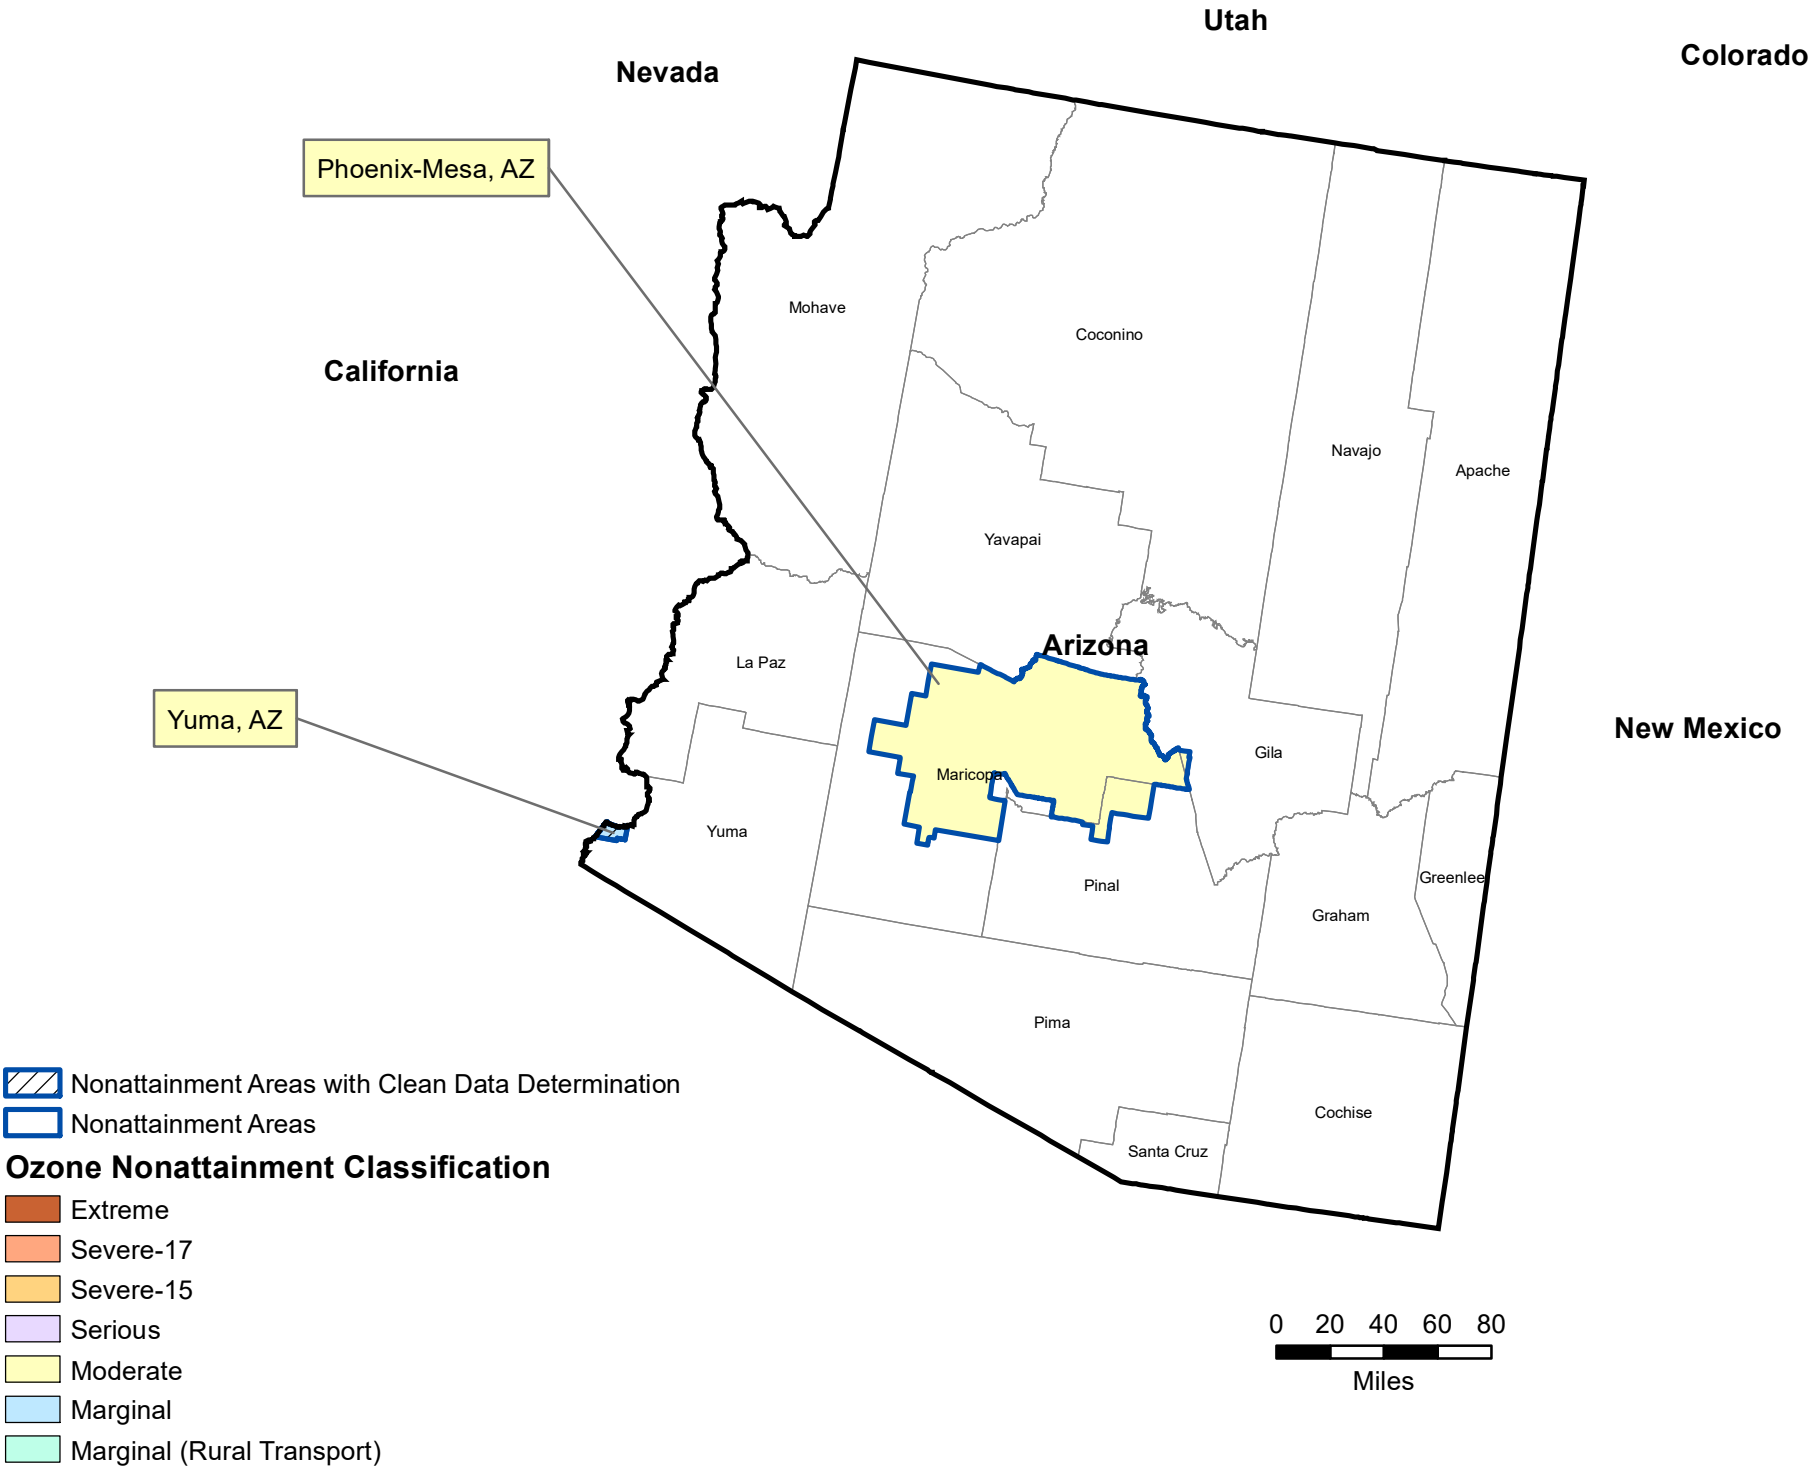 Utah
Colorado
Nevada
Phoenix-Mesa, AZ
Mohave
Coconino
California
Navajo
Apache
Yavapai
Arizona
La Paz
Yuma, AZ
New Mexico
Gila
Maricopa
Yuma
Greenlee
Pinal
Graham
Pima
Nonattainment Areas with Clean Data Determination
Cochise
Nonattainment Areas
Santa Cruz
Ozone Nonattainment Classification
Extreme
Severe-17
Severe-15
Serious
Moderate
Marginal
Marginal (Rural Transport)
0 20 40 60 80
Miles